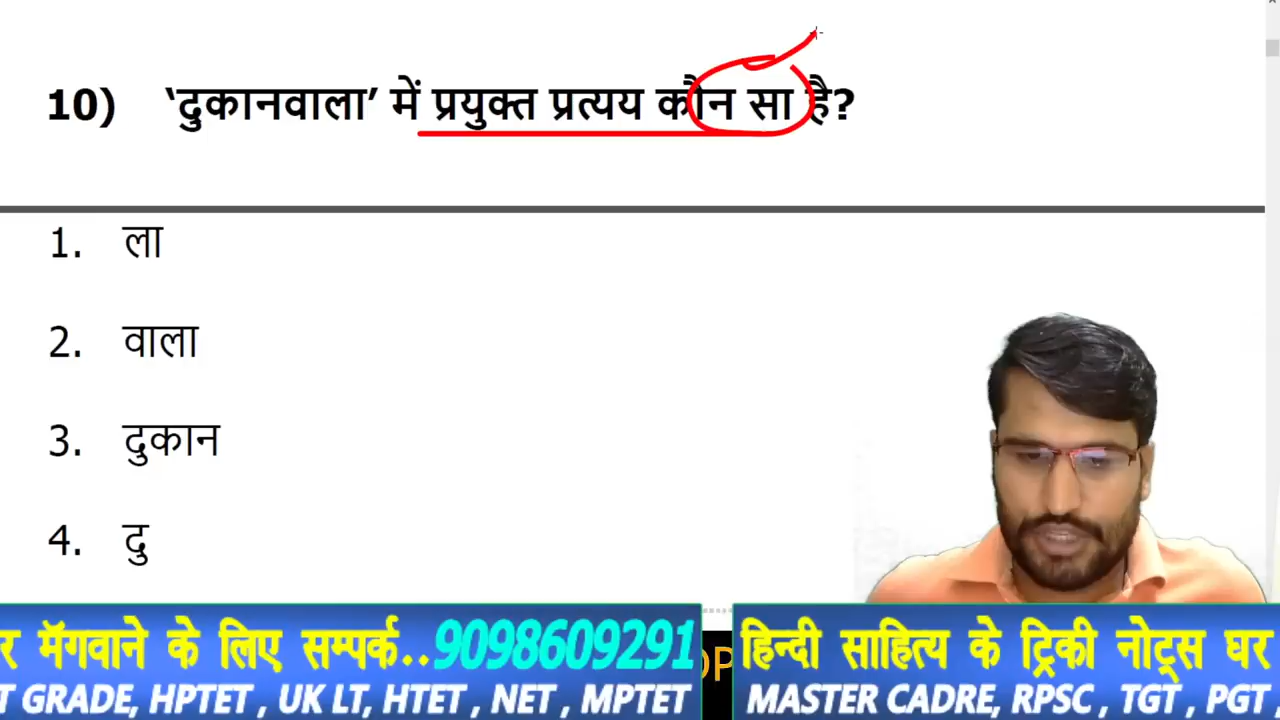 10) ‘दुकानवाला’ में प्रयुक्त प्रत्यय कौन सा है?
1. ला
2. वाला
3. दुकान
4. दु
र मॅगवाने के लिए सम्पर्क..9098609291
हिन्दी साहित्य के ट्रिकी नोट्स घर
T GRADE, HPTET , UK LT, HTET , NET , MPTET
MASTER CADRE, RPSC , TGT , PGT ,